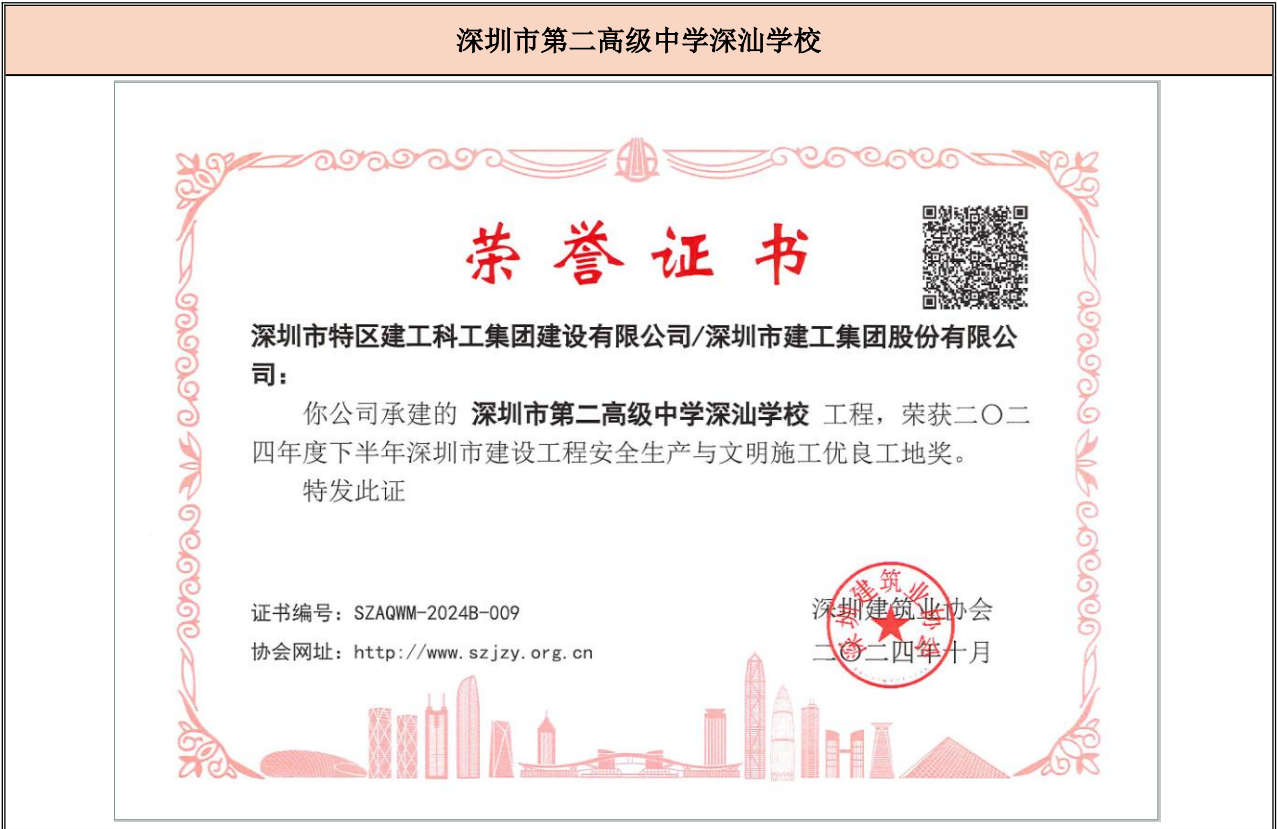 深圳市第二高级中学深汕学校
荣誉证书
深圳市特区建工科工集团建设有限公司/深圳市建工集团股份有限公
司：
你公司承建的 深圳市第二高级中学深汕学校 工程，荣获二〇二
四年度下半年深圳市建设工程安全生产与文明施工优良工地奖。
特发此证
证书编号：SZAQWM-2024B-009
协会网址：http://www.szjzy.org.cn
深圳建筑业协会
二〇二四年十月
深圳建筑业协会